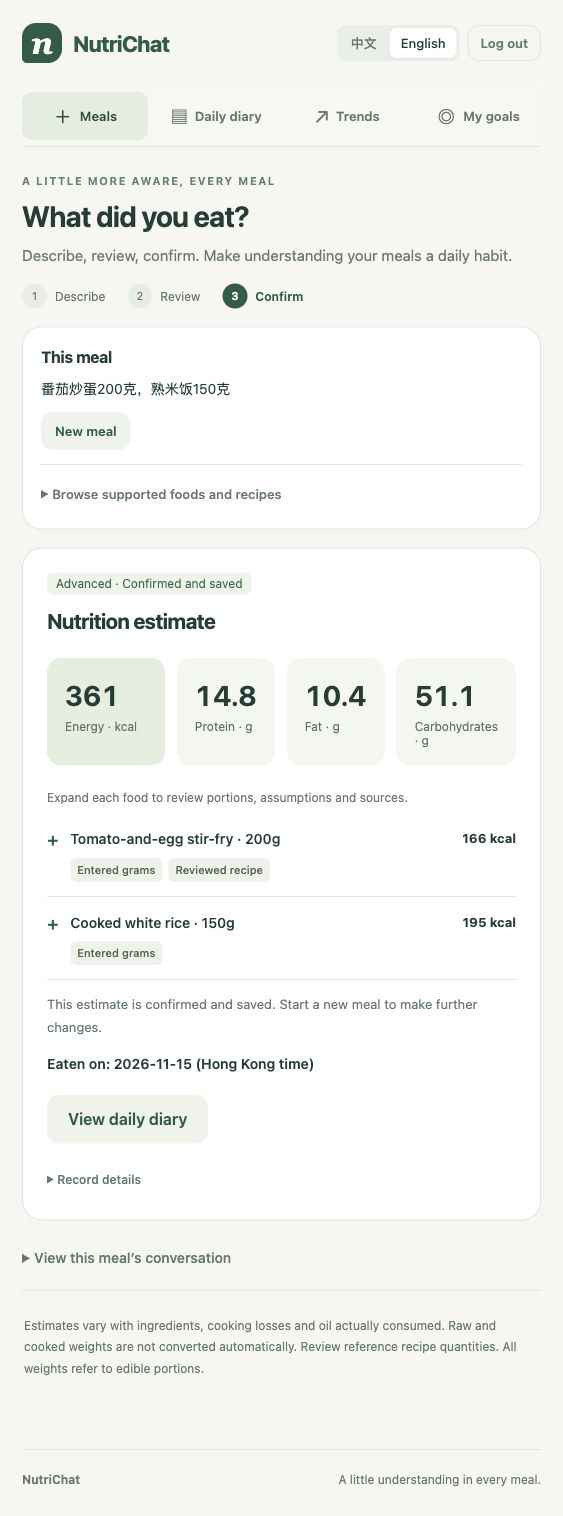 n NutriChat
中文 English Log out
Meals Daily diary Trends My goals
A LITTLE MORE AWARE, EVERY MEAL
What did you eat?
Describe, review, confirm. Make understanding your meals a daily habit.
1 Describe 2 Review 3 Confirm
This meal
番茄炒蛋200克，熟米饭150克
New meal
Browse supported foods and recipes
Advanced · Confirmed and saved
Nutrition estimate
361 14.8 10.4 51.1
Energy · kcal Protein · g Fat · g Carbohydrates
· g
Expand each food to review portions, assumptions and sources.
+ Tomato-and-egg stir-fry · 200g 166 kcal
Entered grams Reviewed recipe
+ Cooked white rice · 150g 195 kcal
Entered grams
This estimate is confirmed and saved. Start a new meal to make further
changes.
Eaten on: 2026-11-15 (Hong Kong time)
View daily diary
Record details
View this meal’s conversation
Estimates vary with ingredients, cooking losses and oil actually consumed. Raw and
cooked weights are not converted automatically. Review reference recipe quantities. All
weights refer to edible portions.
NutriChat A little understanding in every meal.